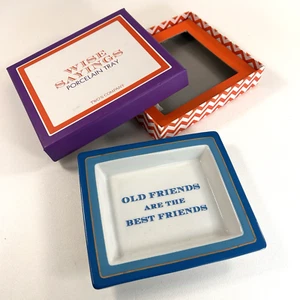 WISE
SAYINGS
PORCELAIN TRAY
OLD FRIENDS
ARE THE
BEST FRIENDS